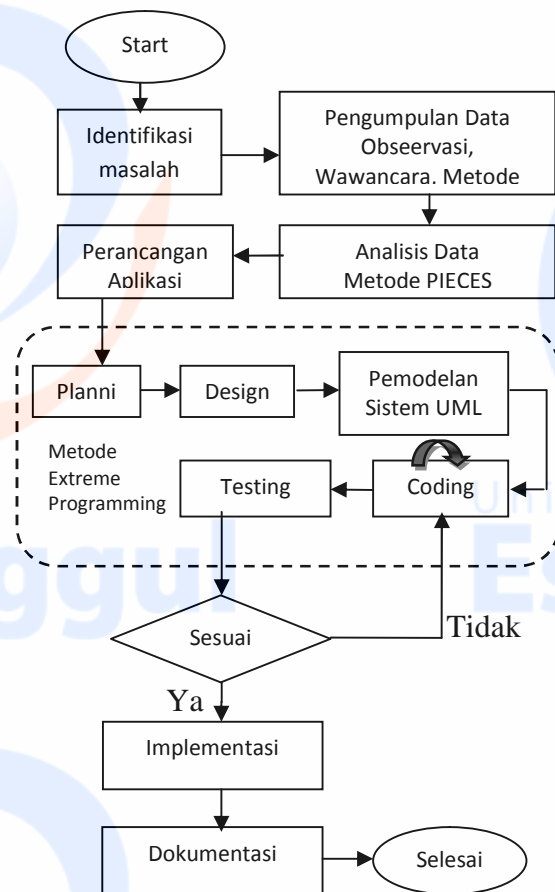 Start
Identifikasi
masalah
Pengumpulan Data
Obseervasi,
Wawancara. Metode
Perancangan
Aplikasi
Analisis Data
Metode PIECES
Planni
Design
Pemodelan
Sistem UML
Metode
Extreme
Programming
Testing
Coding
Sesuai
Tidak
Ya
Implementasi
Dokumentasi
Selesai